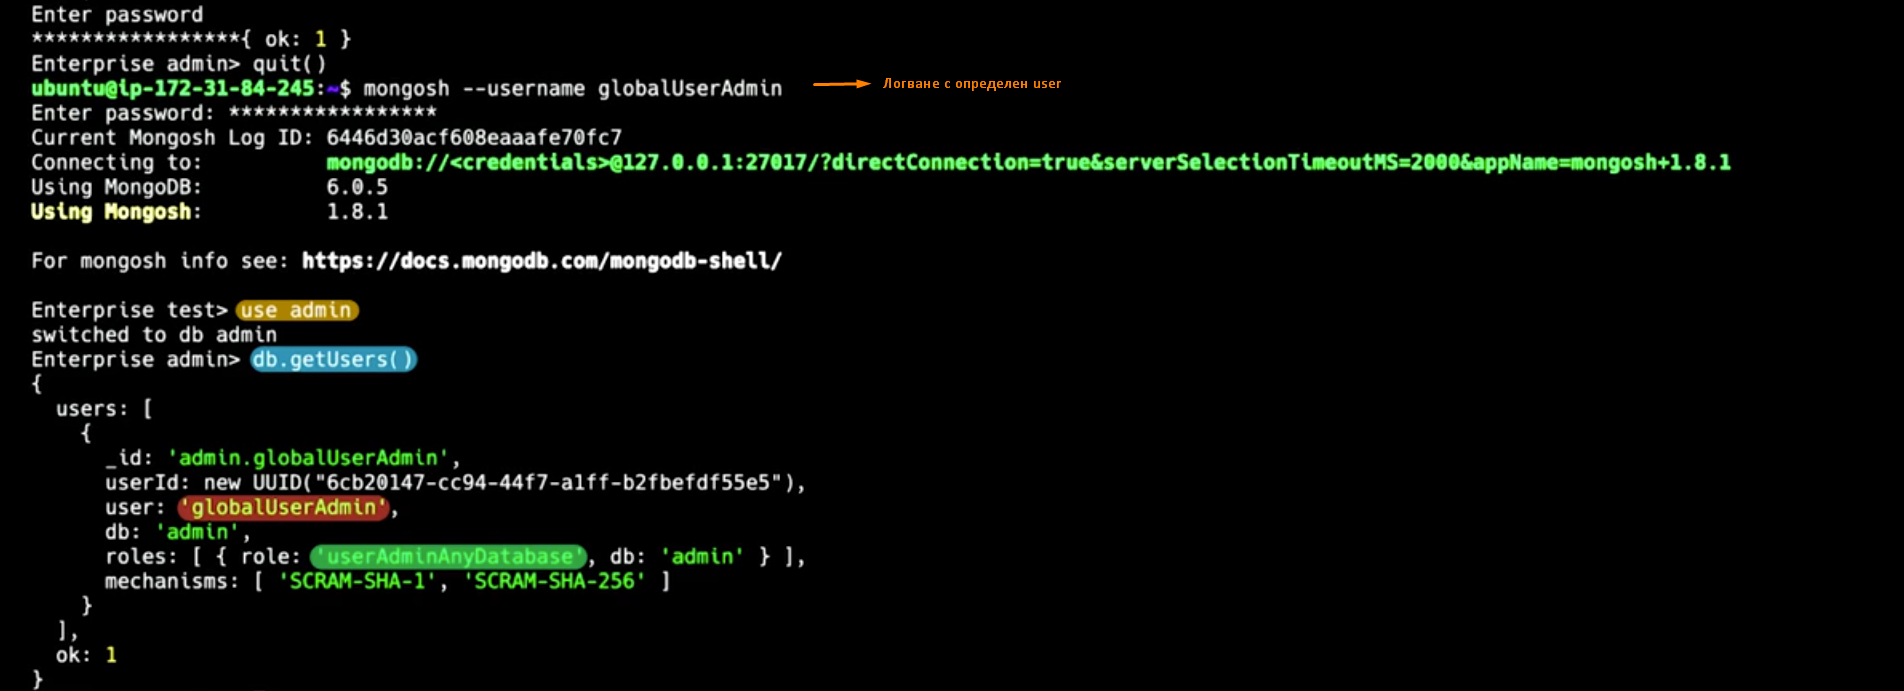 Enter password
*****************{ ok: 1 }
Enterprise admin> quit()
ubuntu@ip-172-31-84-245:~$ mongosh --username globalUserAdmin
Логване с определен user
Enter password: *****************
Current Mongosh Log ID: 6446d30acf608eaaafe70fc7
Connecting to: mongodb://<credentials>@127.0.0.1:27017/?directConnection=true&serverSelectionTimeoutMS=2000&appName=mongosh+1.8.1
Using MongoDB: 6.0.5
Using Mongosh: 1.8.1
For mongosh info see: https://docs.mongodb.com/mongodb-shell/
Enterprise test> use admin
switched to db admin
Enterprise admin> db.getUsers()
{
users: [
{
_id: 'admin.globalUserAdmin',
userId: new UUID("6cb20147-cc94-44f7-a1ff-b2fbefdf55e5"),
user: 'globalUserAdmin',
db: 'admin',
roles: [ { role: 'userAdminAnyDatabase', db: 'admin' } ],
mechanisms: [ 'SCRAM-SHA-1', 'SCRAM-SHA-256' ]
}
],
ok: 1
}